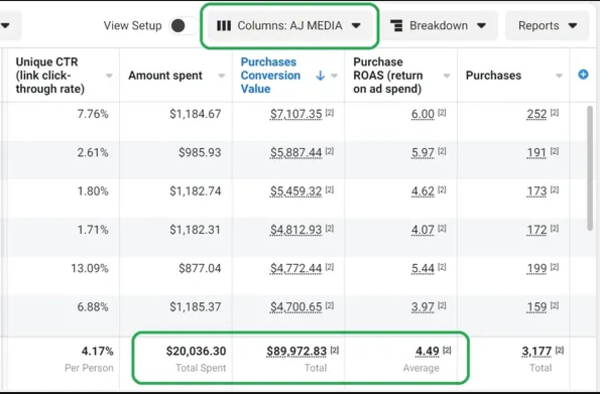 View Setup Columns: AJ MEDIA Breakdown Reports
Unique CTR (link click-through rate) Amount spent Purchases Conversion Value Purchase ROAS (return on ad spend) Purchases
7.76% $1,184.67 $7,107.35 [2] 6.00 [2] 252 [2]
2.61% $985.93 $5,887.44 [2] 5.97 [2] 191 [2]
1.80% $1,182.74 $5,459.32 [2] 4.62 [2] 173 [2]
1.71% $1,182.31 $4,812.93 [2] 4.07 [2] 172 [2]
13.09% $877.04 $4,772.44 [2] 5.44 [2] 199 [2]
6.88% $1,185.37 $4,700.65 [2] 3.97 [2] 159 [2]
4.17% $20,036.30 $89,972.83 [2] 4.49 [2] 3,177 [2]
Per Person Total Spent Total Average Total